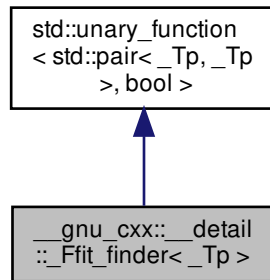 std::unary_function
< std::pair< _Tp, _Tp
>, bool >
__gnu_cxx::__detail
::_Ffit_finder< _Tp >